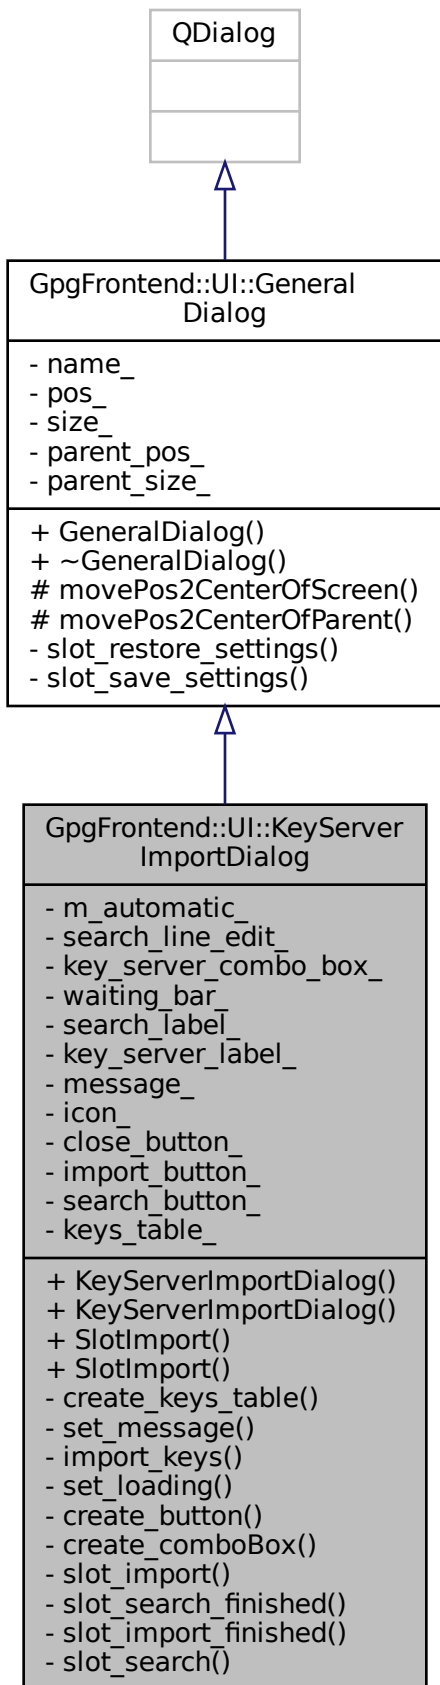 QDialog
GpgFrontend::UI::General
Dialog
- name_
- pos_
- size_
- parent_pos_
- parent_size_
+ GeneralDialog()
+ ~GeneralDialog()
# movePos2CenterOfScreen()
# movePos2CenterOfParent()
- slot_restore_settings()
- slot_save_settings()
GpgFrontend::UI::KeyServer
ImportDialog
- m_automatic_
- search_line_edit_
- key_server_combo_box_
- waiting_bar_
- search_label_
- key_server_label_
- message_
- icon_
- close_button_
- import_button_
- search_button_
- keys_table_
+ KeyServerImportDialog()
+ KeyServerImportDialog()
+ SlotImport()
+ SlotImport()
- create_keys_table()
- set_message()
- import_keys()
- set_loading()
- create_button()
- create_comboBox()
- slot_import()
- slot_search_finished()
- slot_import_finished()
- slot_search()